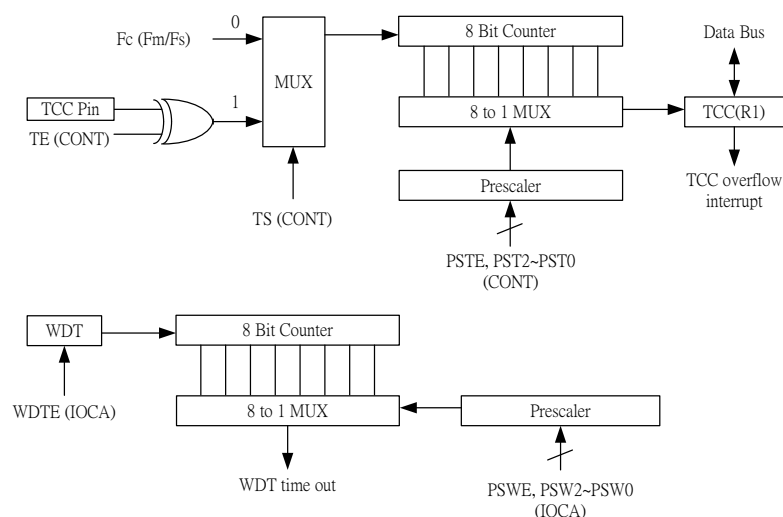 Fc (Fm/Fs)
0
MUX
8 Bit Counter
Data Bus
TCC Pin
TE (CONT)
1
8 to 1 MUX
TCC(R1)
Prescaler
TCC overflow
interrupt
TS (CONT)
PSTE, PST2~PST0
(CONT)
WDT
8 Bit Counter
WDTE (IOCA)
8 to 1 MUX
Prescaler
WDT time out
PSWE, PSW2~PSW0
(IOCA)